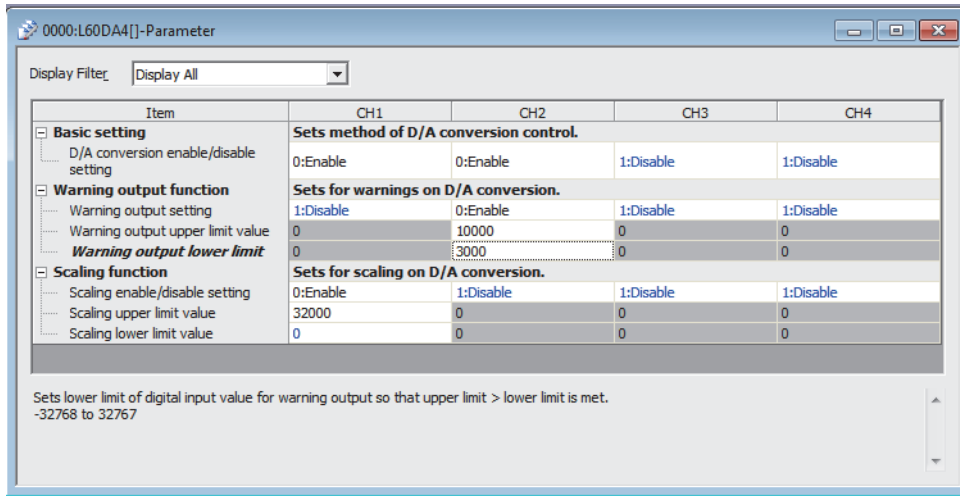 0000:L60DA4[]-Parameter
Display Filter Display All
Item CH1 CH2 CH3 CH4
Basic setting Sets method of D/A conversion control.
D/A conversion enable/disable
setting 0:Enable 0:Enable 1:Disable 1:Disable
Warning output function Sets for warnings on D/A conversion.
Warning output setting 1:Disable 0:Enable 1:Disable 1:Disable
Warning output upper limit value 0 10000 0 0
Warning output lower limit 0 3000 0 0
Scaling function Sets for scaling on D/A conversion.
Scaling enable/disable setting 0:Enable 1:Disable 1:Disable 1:Disable
Scaling upper limit value 32000 0 0 0
Scaling lower limit value 0 0 0 0
Sets lower limit of digital input value for warning output so that upper limit > lower limit is met.
-32768 to 32767